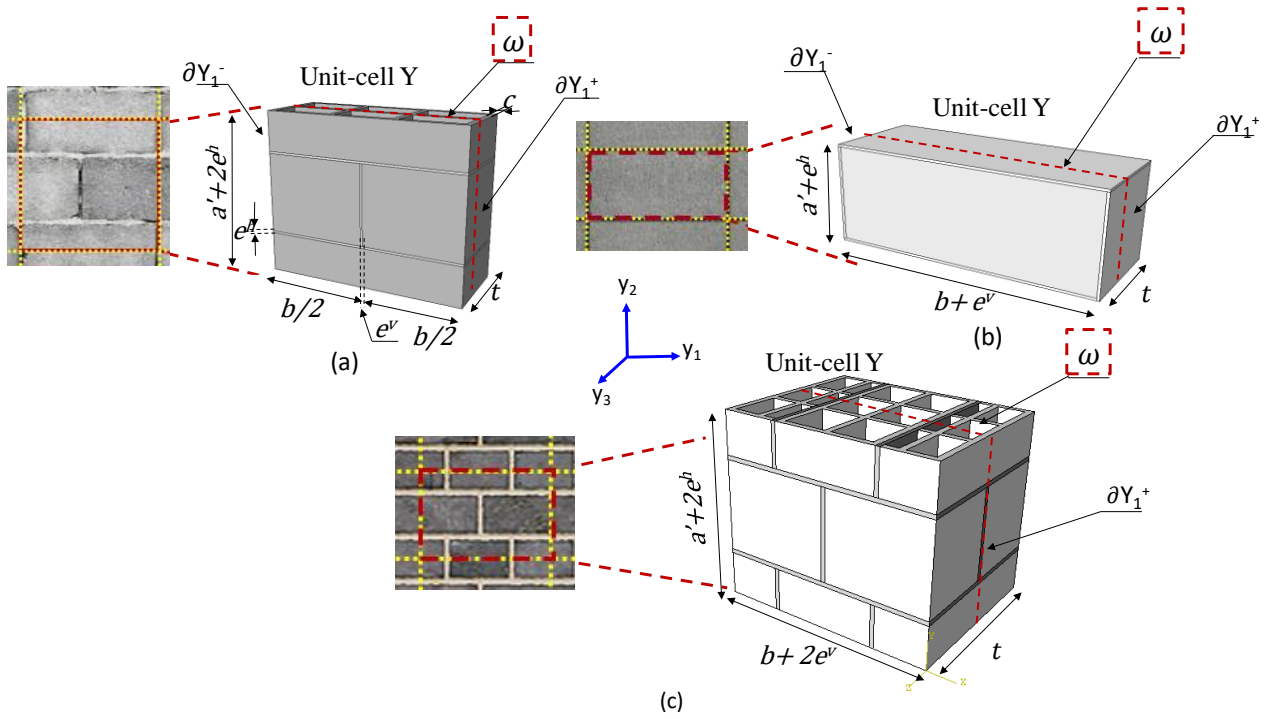 ω
∂Y₁⁻
Unit-cell Y
∂Y₁⁺
c
a'+2eʰ
eʰ
t
b/2
eᵛ
b/2
(a)
ω
∂Y₁⁻
Unit-cell Y
∂Y₁⁺
a'+eʰ
t
b+eᵛ
(b)
y₂
y₁
y₃
ω
Unit-cell Y
a'+2eʰ
∂Y₁⁺
b+2eᵛ
t
Y
z
x
(c)